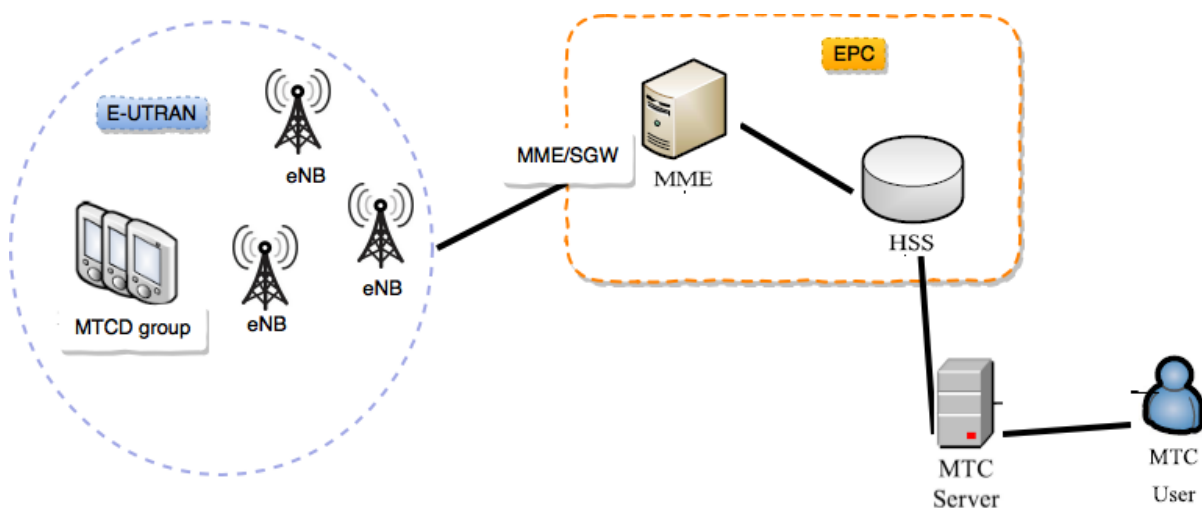 E-UTRAN
eNB
eNB
eNB
MTCD group
EPC
MME/SGW
MME
HSS
MTC
Server
MTC
User